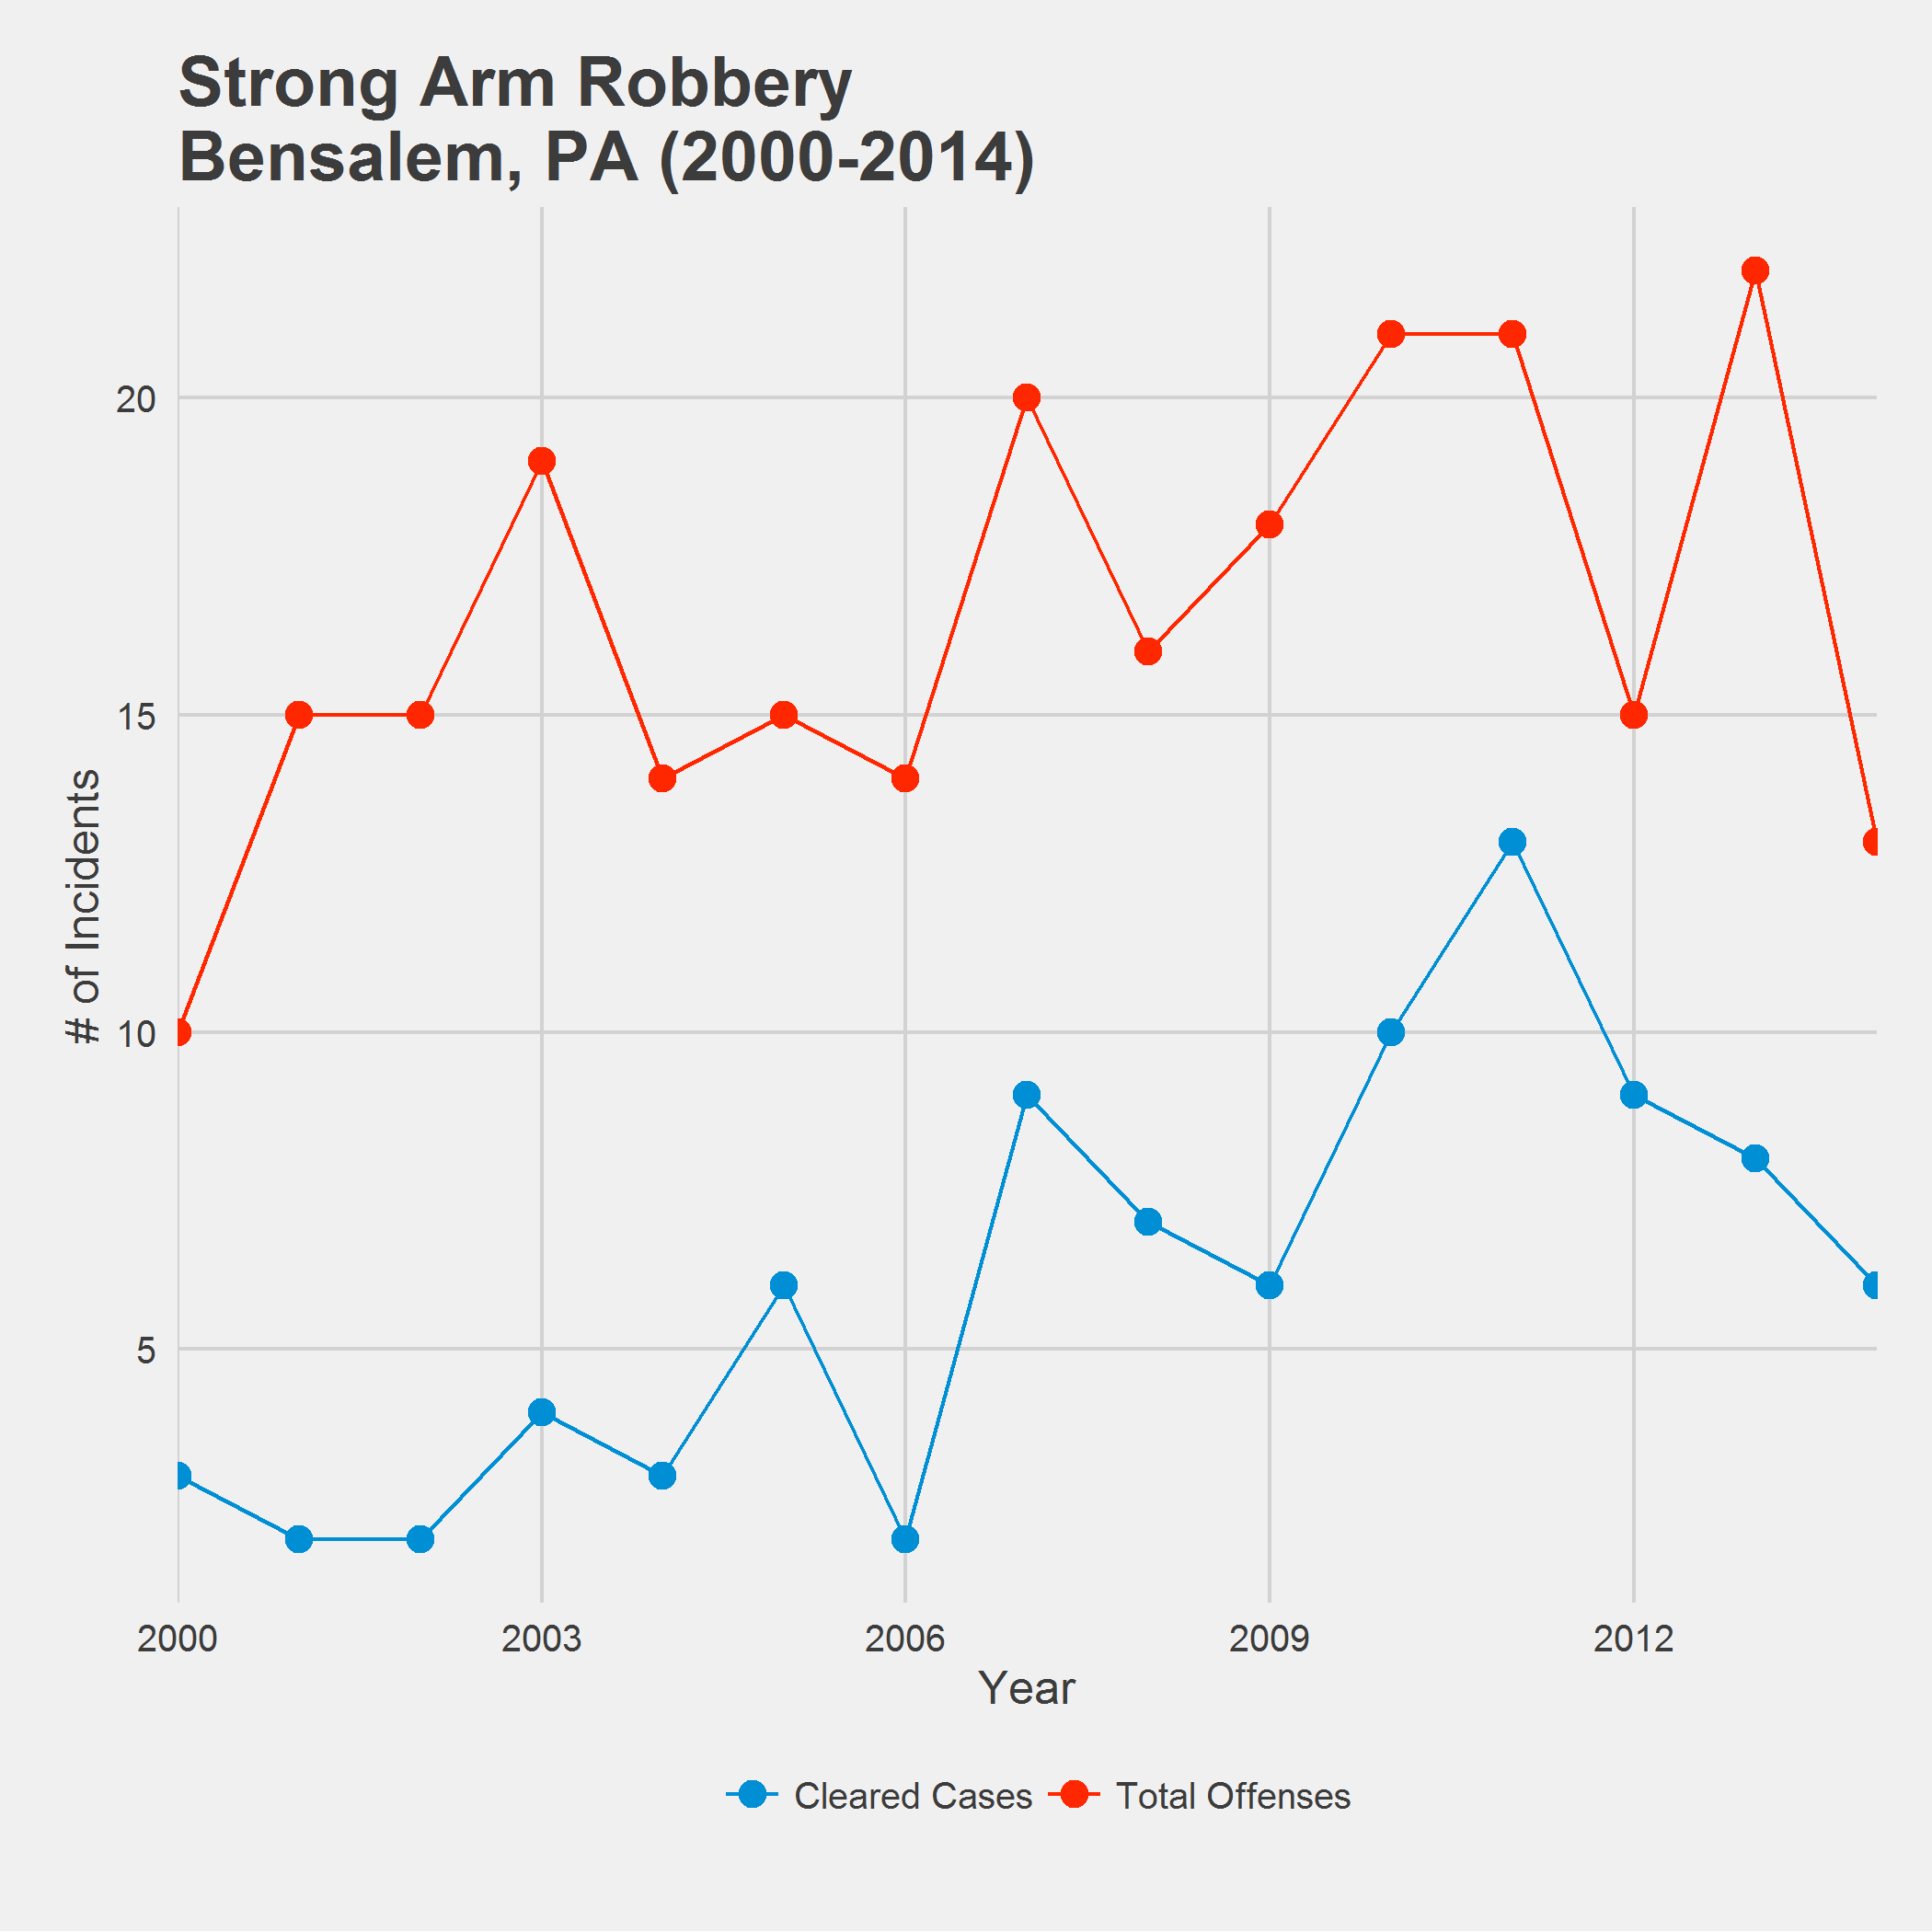 Strong Arm Robbery
Bensalem, PA (2000-2014)
# of Incidents
20
15
10
5
2000 2003 2006 2009 2012
Year
Cleared Cases Total Offenses